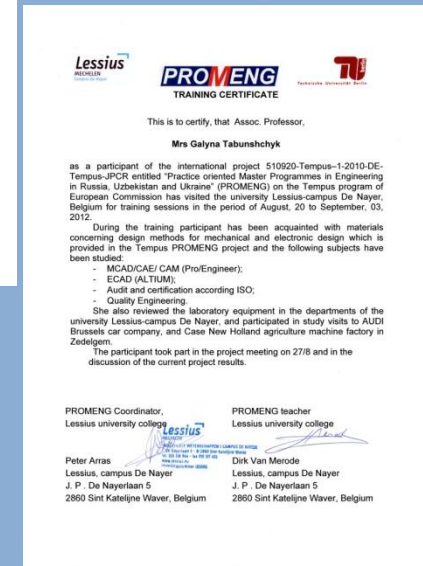 Lessius
MECHELEN
Campus De Nayer
PROMENG
TRAINING CERTIFICATE
Technische Universität Berlin
This is to certify, that Assoc. Professor,
Mrs Galyna Tabunshchyk
as a participant of the international project 510920-Tempus–1-2010-DE-
Tempus-JPCR entitled “Practice oriented Master Programmes in Engineering
in Russia, Uzbekistan and Ukraine” (PROMENG) on the Tempus program of
European Commission has visited the university Lessius-campus De Nayer,
Belgium for training sessions in the period of August, 20 to September, 03,
2012.
During the training participant has been acquainted with materials
concerning design methods for mechanical and electronic design which is
provided in the Tempus PROMENG project and the following subjects have
been studied:
- MCAD/CAE/ CAM (Pro/Engineer);
- ECAD (ALTIUM);
- Audit and certification according ISO;
- Quality Engineering.
She also reviewed the laboratory equipment in the departments of the
university Lessius-campus De Nayer, and participated in study visits to AUDI
Brussels car company, and Case New Holland agriculture machine factory in
Zedelgem.
The participant took part in the project meeting on 27/8 and in the
discussion of the current project results.
PROMENG Coordinator,
Lessius university college
Lessius
Peter Arras
Lessius, campus De Nayer
J. P . De Nayerlaan 5
2860 Sint Katelijne Waver, Belgium
PROMENG teacher
Lessius university college
Dirk Van Merode
Lessius, campus De Nayer
J. P . De Nayerlaan 5
2860 Sint Katelijne Waver, Belgium